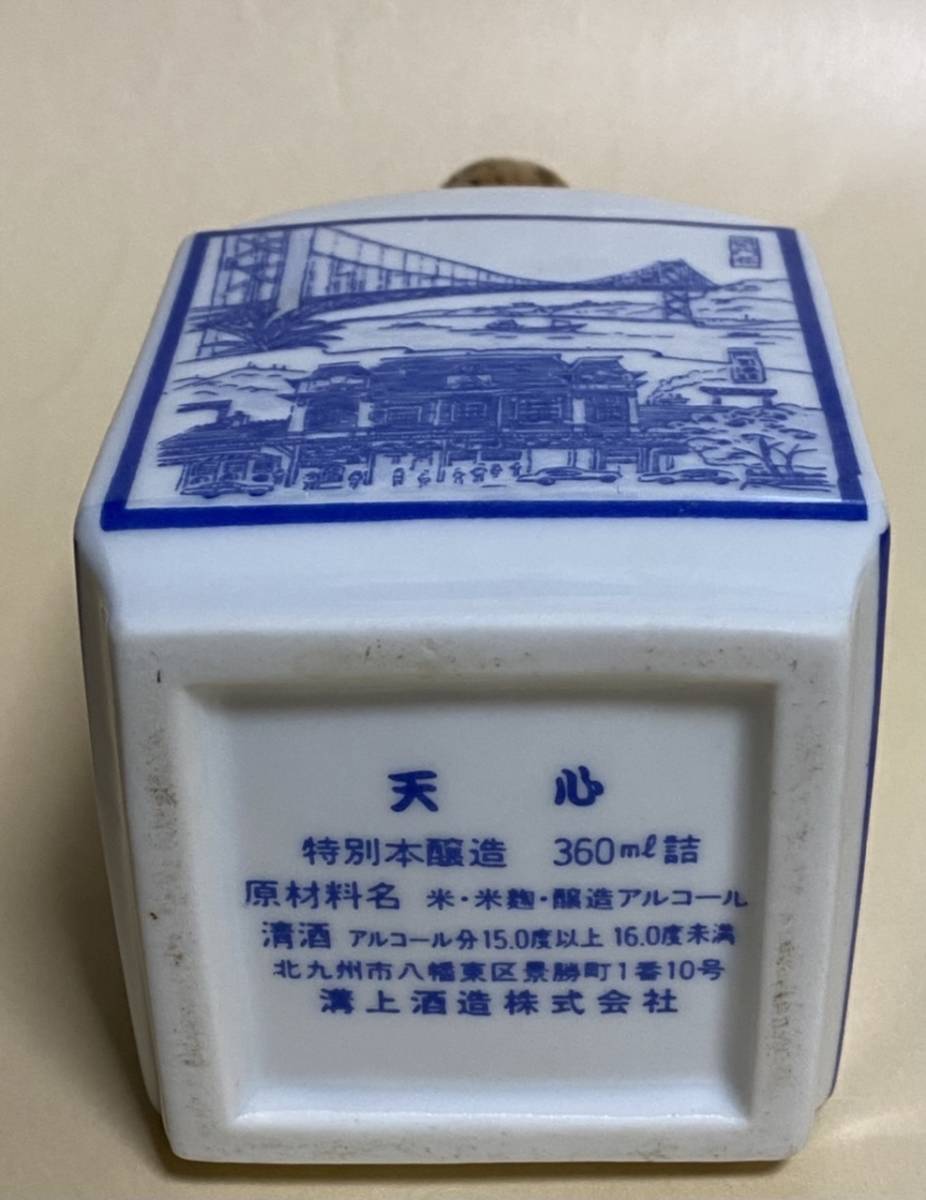 天心
特別本醸造 360ml詰
原材料名 米・米麹・醸造アルコール
清酒 アルコール分15.0度以上 16.0度未満
北九州市八幡東区景勝町1番10号
溝上酒造株式会社